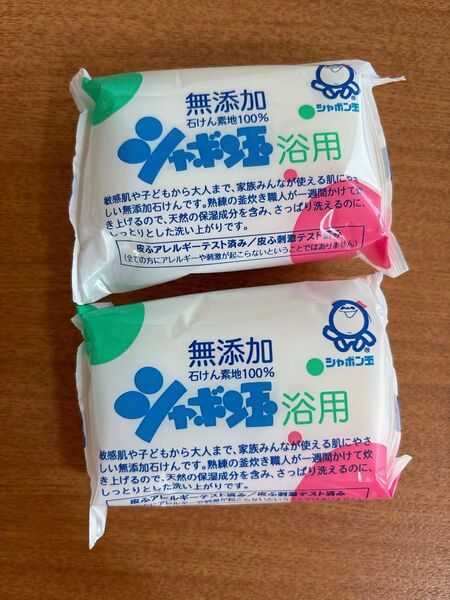 シャボン玉
無添加
石けん素地100%
シャボン玉 浴用
敏感肌や子どもから大人まで、家族みんなが使える肌にやさ
しい無添加石けんです。熟練の釜炊き職人が一週間かけて炊
き上げるので、天然の保湿成分を含み、さっぱり洗えるのに、
しっとりとした洗い上がりです。
皮ふアレルギーテスト済み/皮ふ刺激テスト済み
(全ての方にアレルギーや刺激が起こらないということではありません)
シャボン玉
無添加
石けん素地100%
シャボン玉 浴用
敏感肌や子どもから大人まで、家族みんなが使える肌にやさ
しい無添加石けんです。熟練の釜炊き職人が一週間かけて炊
き上げるので、天然の保湿成分を含み、さっぱり洗えるのに、
しっとりとした洗い上がりです。
皮ふアレルギーテスト済み/皮ふ刺激テスト済み